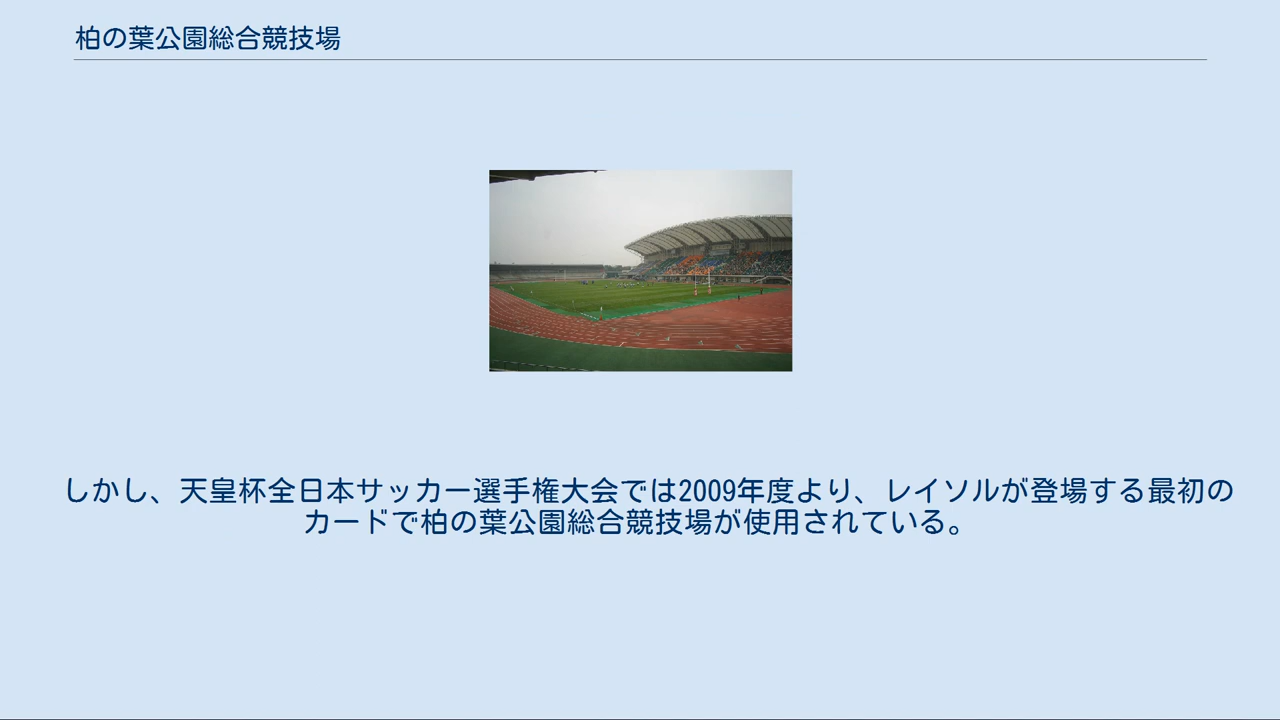 柏の葉公園総合競技場
しかし、天皇杯全日本サッカー選手権大会では2009年度より、レイソルが登場する最初の
カードで柏の葉公園総合競技場が使用されている。